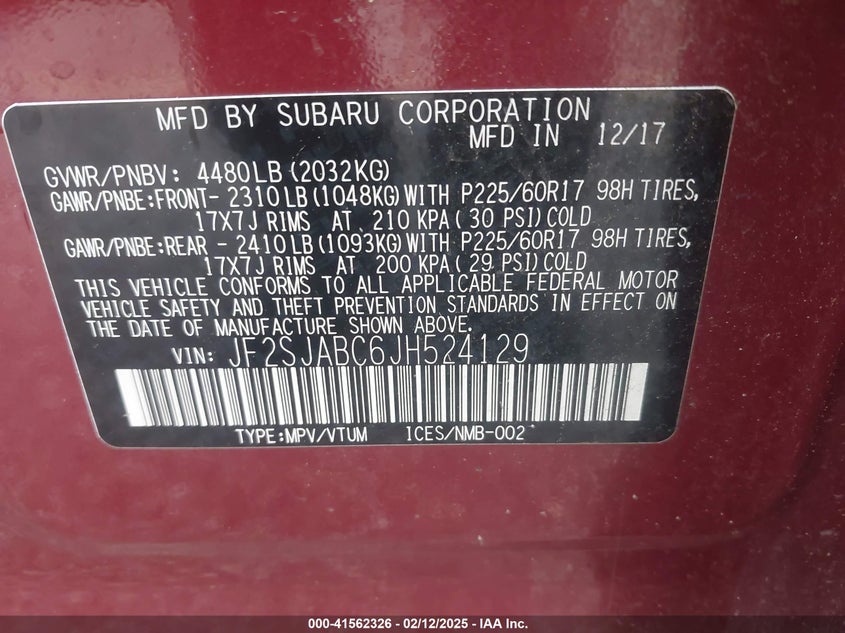 MFD BY SUBARU CORPORATION
MFD IN 12/17
GVWR/PNBV: 4480LB(2032KG)
GAWR/PNBE:FRONT- 2310LB(1048KG)WITH P225/60R17 98H TIRES,
17X7J RIMS AT 210 KPA( 30 PSI)COLD
GAWR/PNBE:REAR - 2410LB(1093KG)WITH P225/60R17 98H TIRES,
17X7J RIMS AT 200 KPA( 29 PSI)COLD
THIS VEHICLE CONFORMS TO ALL APPLICABLE FEDERAL MOTOR
VEHICLE SAFETY AND THEFT PREVENTION STANDARDS IN EFFECT ON
THE DATE OF MANUFACTURE SHOWN ABOVE.
VIN: JF2SJABC6JH524129
TYPE:MPV/VTUM ICES/NMB-002
000-41562326 - 02/12/2025 - IAA Inc.